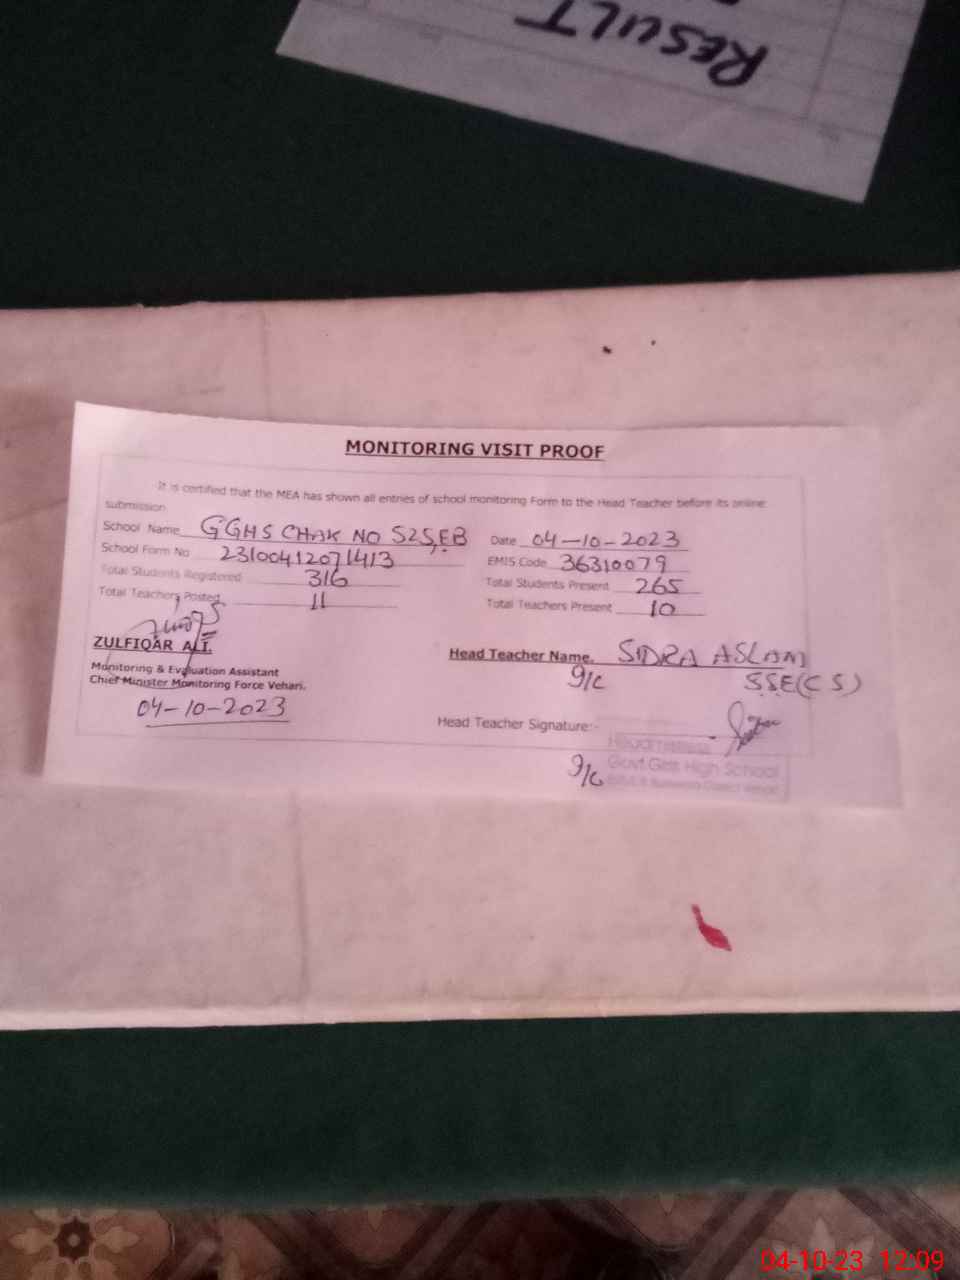 RESULT
MONITORING VISIT PROOF
It is certified that the MEA has shown all entries of school monitoring Form to the Head Teacher before its online
submission
School Name GGHS CHAK NO 525,EB Date 04-10-2023
School Form No 23100412071413 EMIS Code 36310079
Total Students Registered 316 Total Students Present 265
Total Teachers Posted 11 Total Teachers Present 10
ZULFIQAR ALI.
Monitoring & Evaluation Assistant
Chief Minister Monitoring Force Vehari.
04-10-2023
Head Teacher Name. SIDRA ASLAM
9/c SSE(CS)
Head Teacher Signature:-
Headmistress
9/c Govt.Girls High School
04-10-23 12:09